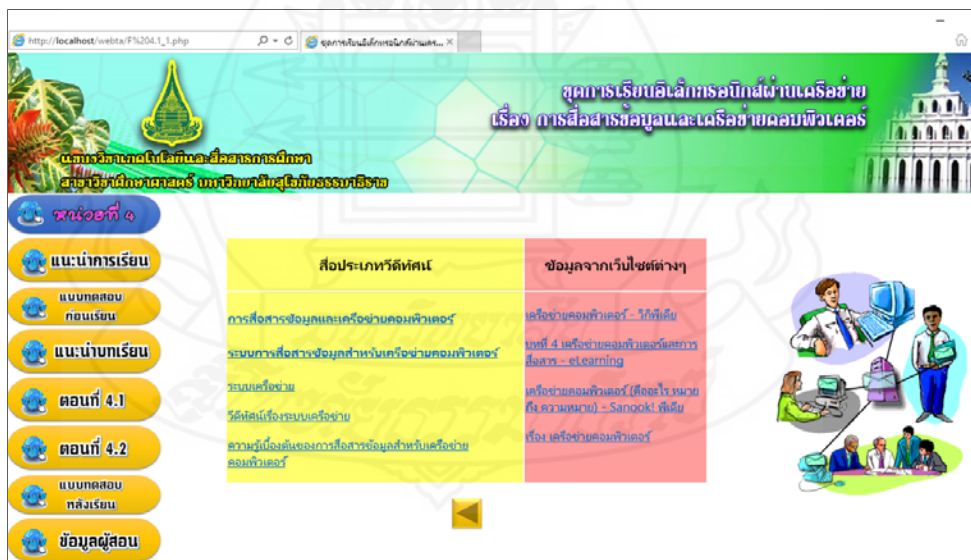 http://localhost/webta/F%204.1_1.php
ชุดการเรียนอิเล็กทรอนิกส์ผ่านเคร...
ชุดการเรียนอิเล็กทรอนิกส์ผ่านเครือข่าย
เรื่อง การสื่อสารข้อมูลและเครือข่ายคอมพิวเตอร์
แขนงวิชาเทคโนโลยีและสื่อสารการศึกษา
สาขาวิชาศึกษาศาสตร์ มหาวิทยาลัยสุโขทัยธรรมาธิราช
หน่วยที่ 4
แนะนำการเรียน
แบบทดสอบ
ก่อนเรียน
แนะนำบทเรียน
ตอนที่ 4.1
ตอนที่ 4.2
แบบทดสอบ
หลังเรียน
ข้อมูลผู้สอน
สื่อประเภทวีดีทัศน์
การสื่อสารข้อมูลและเครือข่ายคอมพิวเตอร์
ระบบการสื่อสารข้อมูลสำหรับเครือข่ายคอมพิวเตอร์
ระบบเครือข่าย
วีดีทัศน์เรื่องระบบเครือข่าย
ความรู้เบื้องต้นของการสื่อสารข้อมูลสำหรับเครือข่าย
คอมพิวเตอร์
ข้อมูลจากเว็บไซต์ต่างๆ
เครือข่ายคอมพิวเตอร์ - วิกิพีเดีย
บทที่ 4 เครือข่ายคอมพิวเตอร์และการ
สื่อสาร - eLearning
เครือข่ายคอมพิวเตอร์ (คืออะไร หมาย
ถึง ความหมาย) - Sanook! พีเดีย
เรื่อง เครือข่ายคอมพิวเตอร์